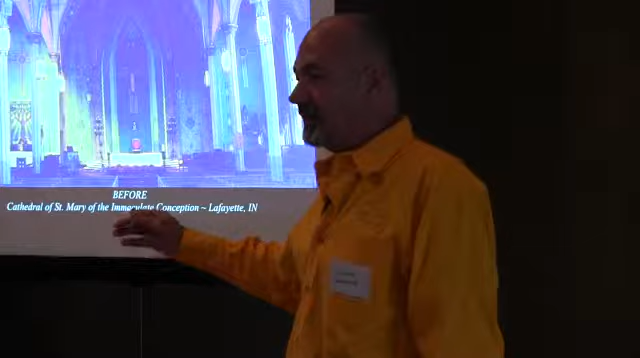 BEFORE
Cathedral of St. Mary of the Immaculate Conception ~ Lafayette, IN